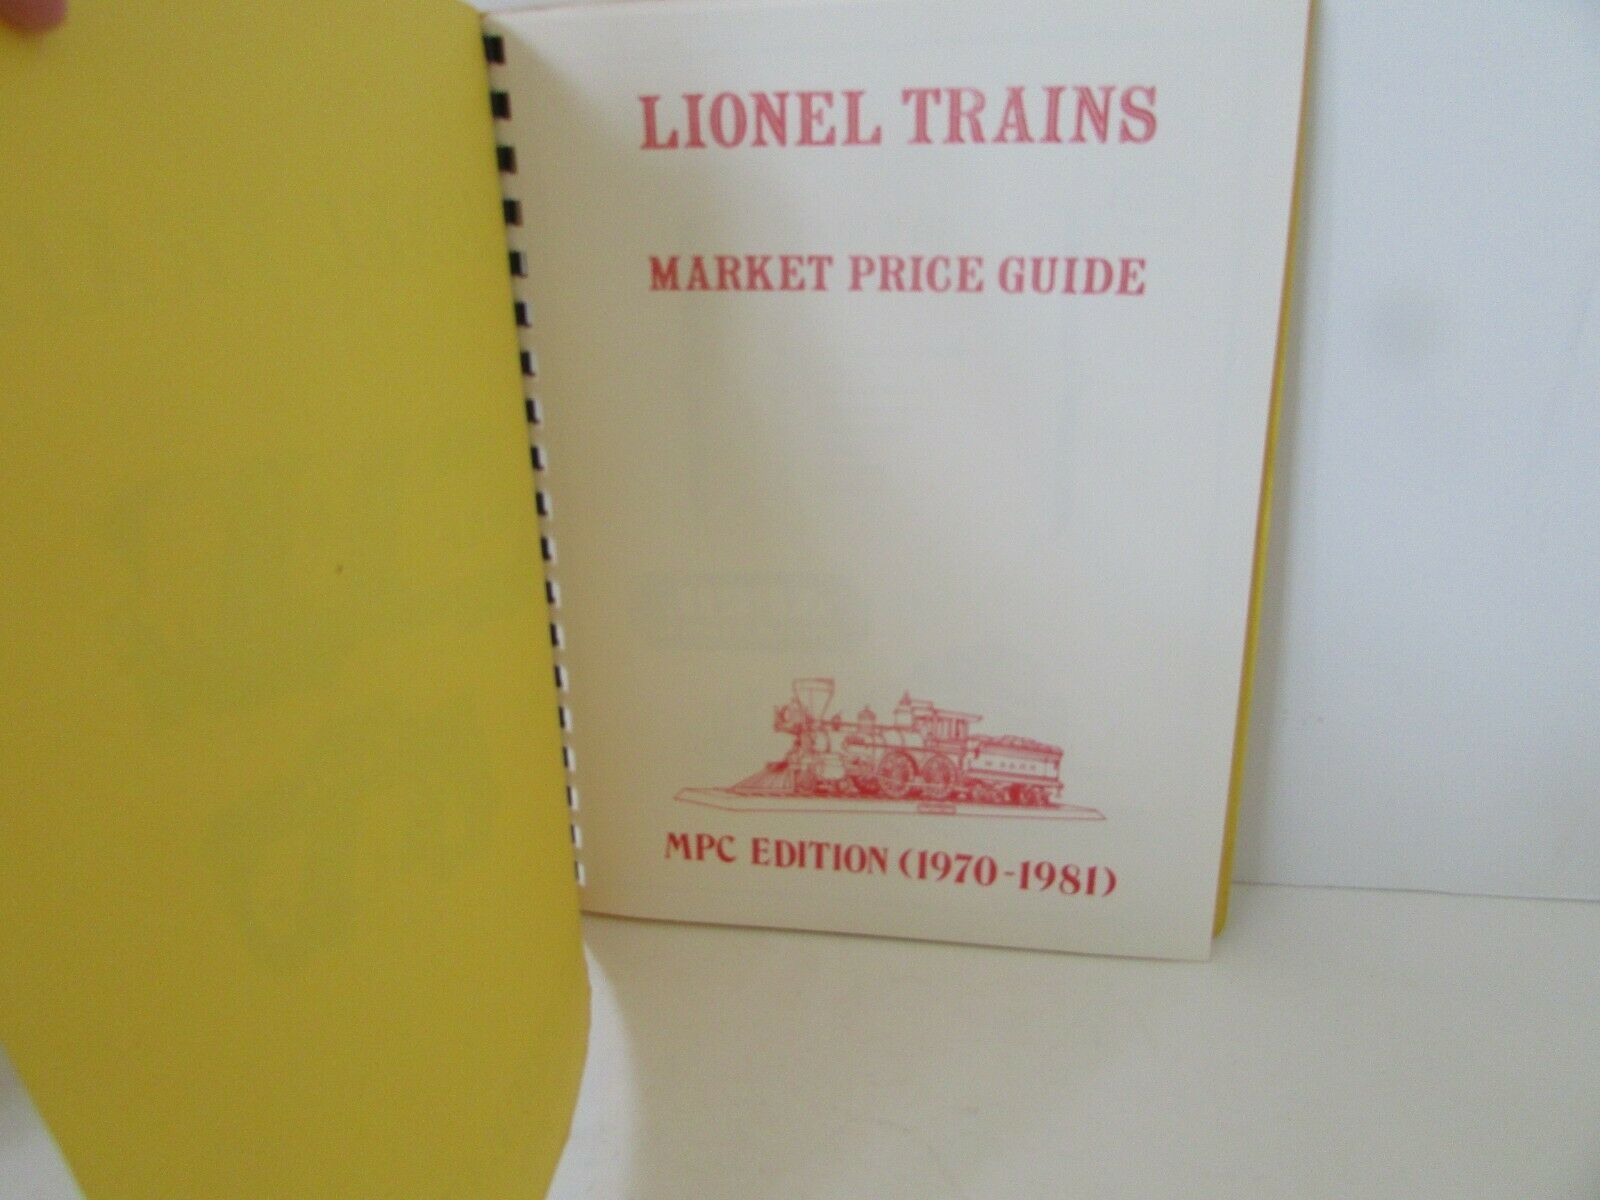 LIONEL TRAINS
MARKET PRICE GUIDE
MPC EDITION (1970-1981)